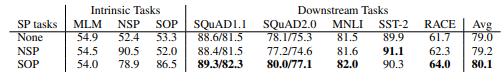 Intrinsic Tasks Downstream Tasks
SP tasks MLM NSP SOP SQuAD1.1 SQuAD2.0 MNLI SST-2 RACE Avg
None 54.9 52.4 53.3 88.6/81.5 78.1/75.3 81.5 89.9 61.7 79.0
NSP 54.5 90.5 52.0 88.4/81.5 77.2/74.6 81.6 91.1 62.3 79.2
SOP 54.0 78.9 86.5 89.3/82.3 80.0/77.1 82.0 90.3 64.0 80.1